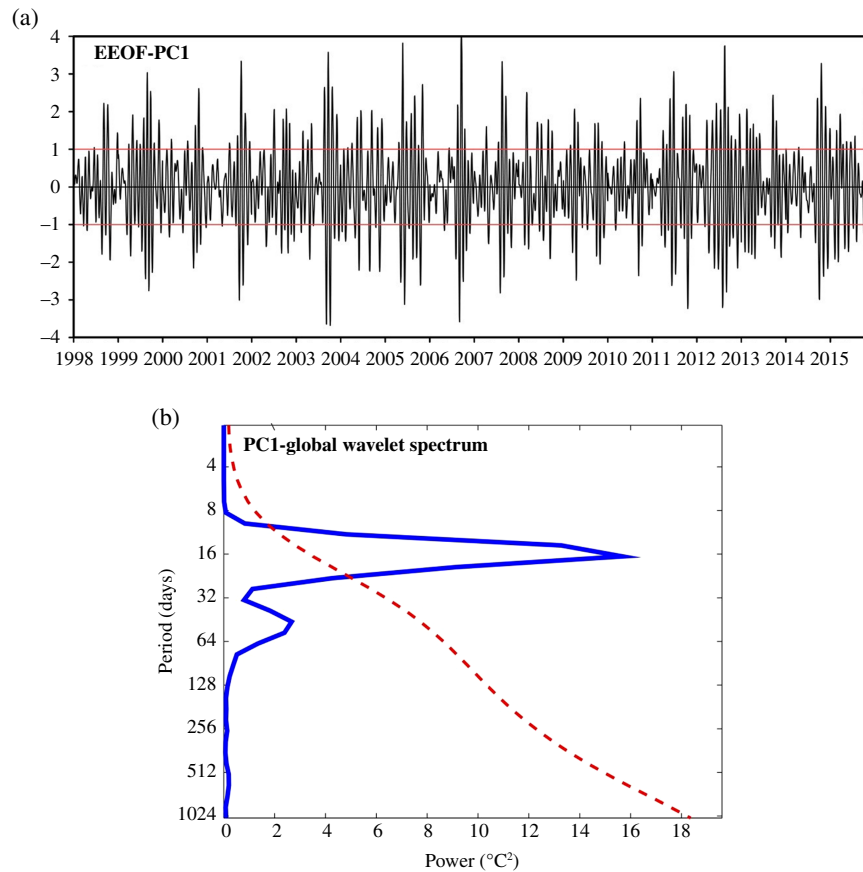 (a)
EEOF-PC1
4
3
2
1
0
–1
–2
–3
–4
1998 1999 2000 2001 2002 2003 2004 2005 2006 2007 2008 2009 2010 2011 2012 2013 2014 2015
(b)
PC1-global wavelet spectrum
Period (days)
4
8
16
32
64
128
256
512
1024
0 2 4 6 8 10 12 14 16 18
Power (°C²)